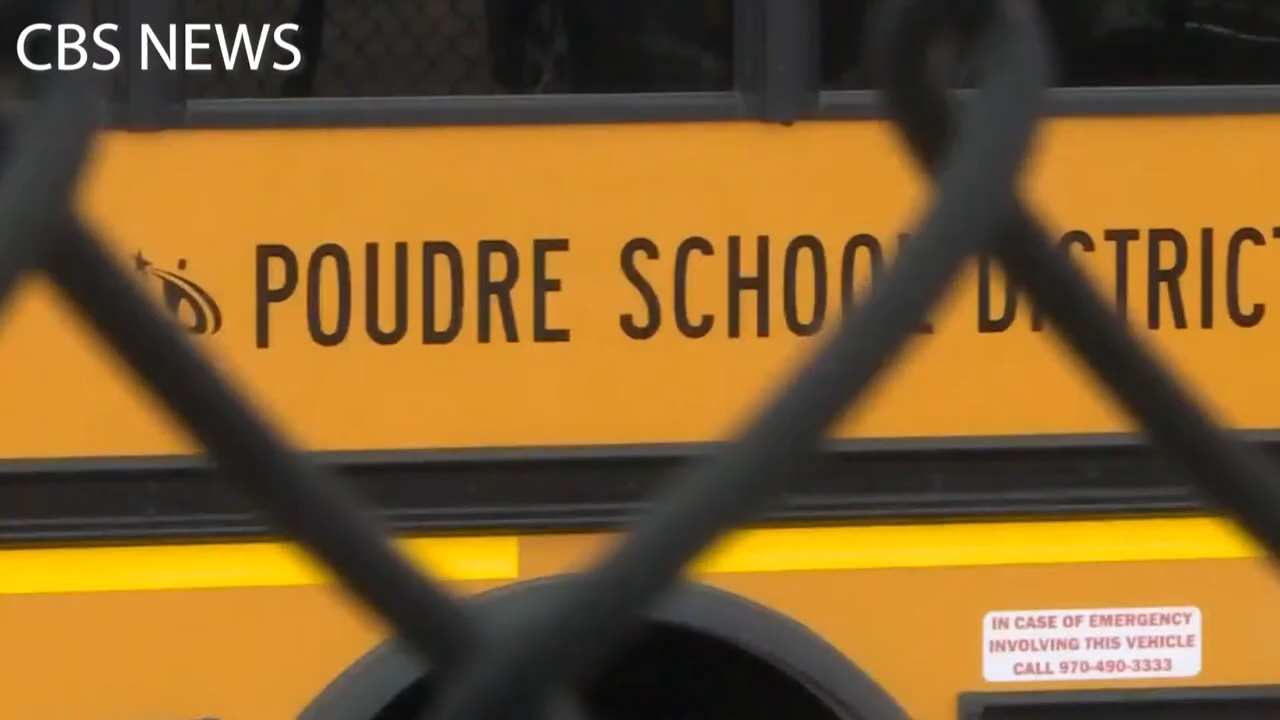 CBS NEWS
POUDRE SCHOOL DISTRICT
IN CASE OF EMERGENCY
INVOLVING THIS VEHICLE
CALL 970-490-3333